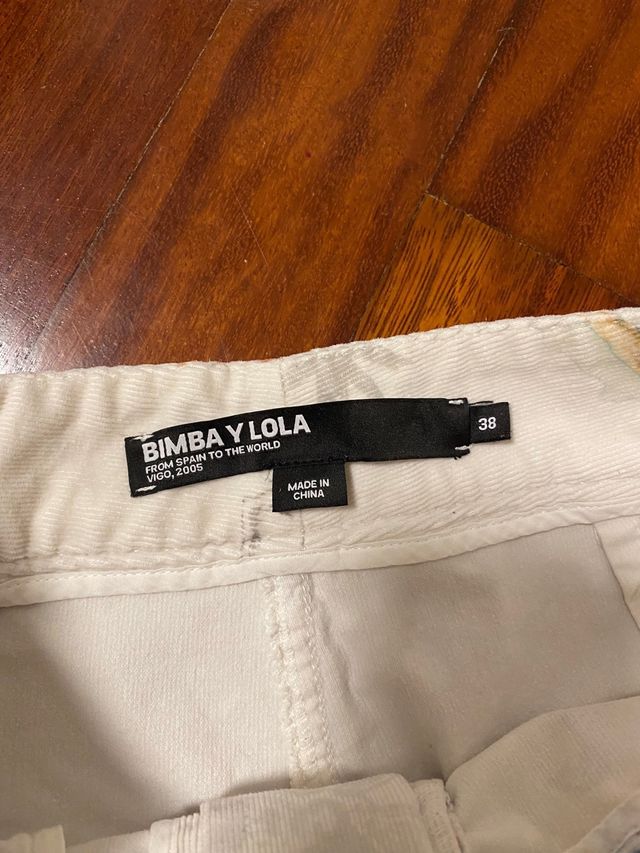 BIMBA Y LOLA
FROM SPAIN TO THE WORLD
VIGO, 2005
38
MADE IN
CHINA